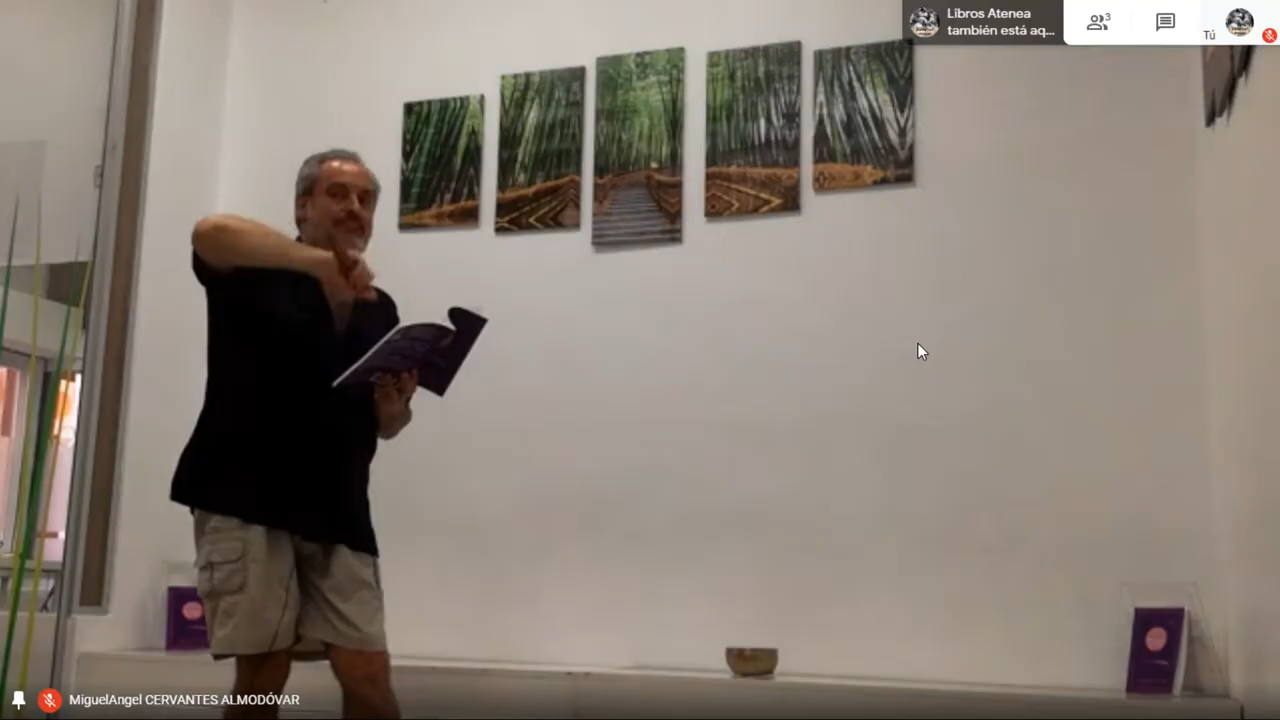 Libros Atenea
también está aq...
3
Tú
MiguelAngel CERVANTES ALMODÓVAR